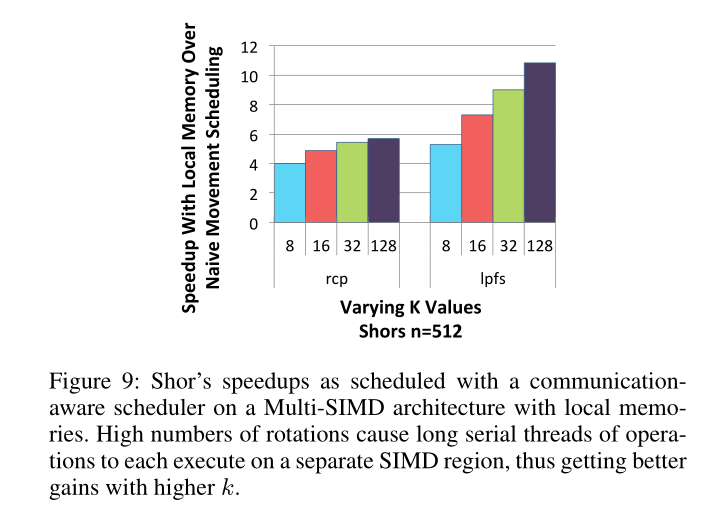 Speedup With Local Memory Over
Naive Movement Scheduling
12
10
8
6
4
2
0
8 16 32 128 8 16 32 128
rcp lpfs
Varying K Values
Shors n=512
Figure 9: Shor's speedups as scheduled with a communication-
aware scheduler on a Multi-SIMD architecture with local memo-
ries. High numbers of rotations cause long serial threads of opera-
tions to each execute on a separate SIMD region, thus getting better
gains with higher k.